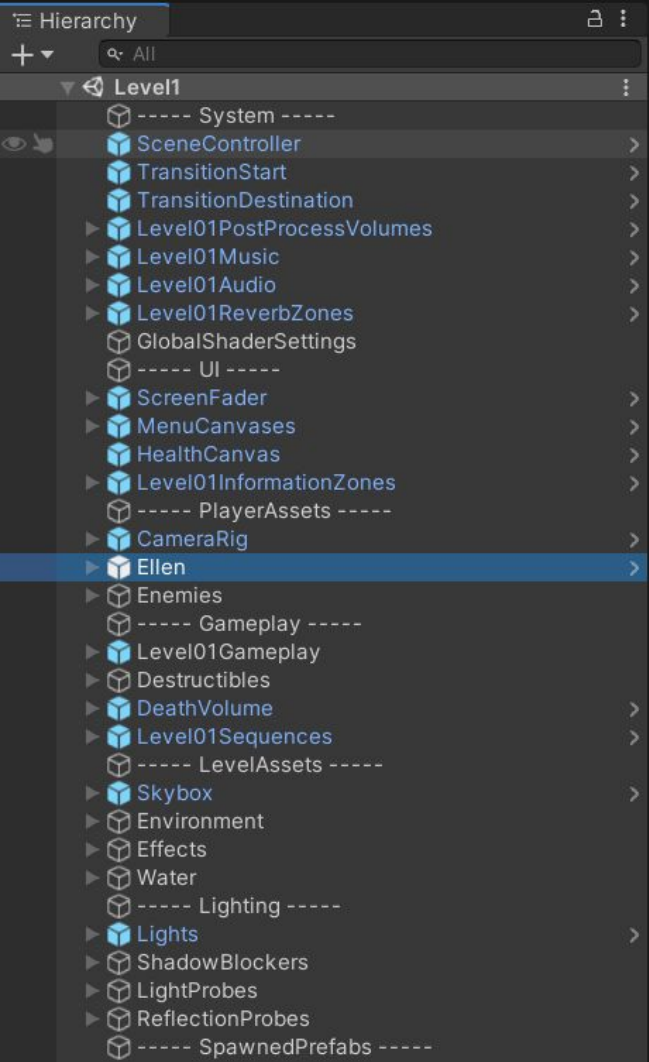 Hierarchy
All
Level1
----- System -----
SceneController
TransitionStart
TransitionDestination
Level01PostProcessVolumes
Level01Music
Level01Audio
Level01ReverbZones
GlobalShaderSettings
----- UI -----
ScreenFader
MenuCanvases
HealthCanvas
Level01InformationZones
----- PlayerAssets -----
CameraRig
Ellen
Enemies
----- Gameplay -----
Level01Gameplay
Destructibles
DeathVolume
Level01Sequences
----- LevelAssets -----
Skybox
Environment
Effects
Water
----- Lighting -----
Lights
ShadowBlockers
LightProbes
ReflectionProbes
----- SpawnedPrefabs -----